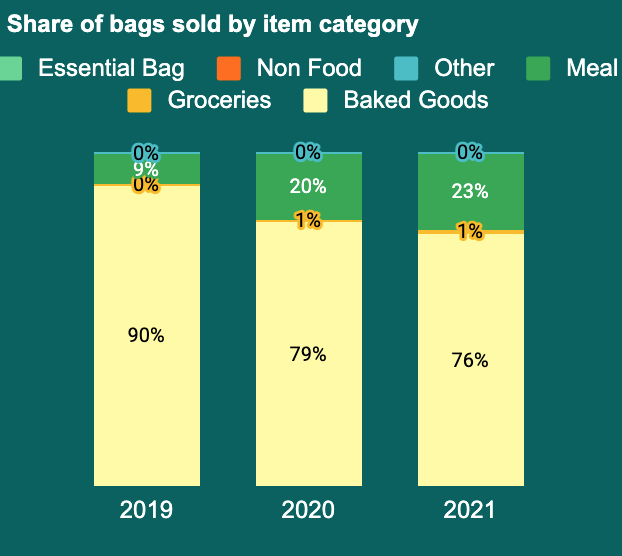 Share of bags sold by item category
Essential Bag Non Food Other Meal
Groceries Baked Goods
0% 0% 0%
9% 20% 23%
0% 1% 1%
90% 79% 76%
2019 2020 2021